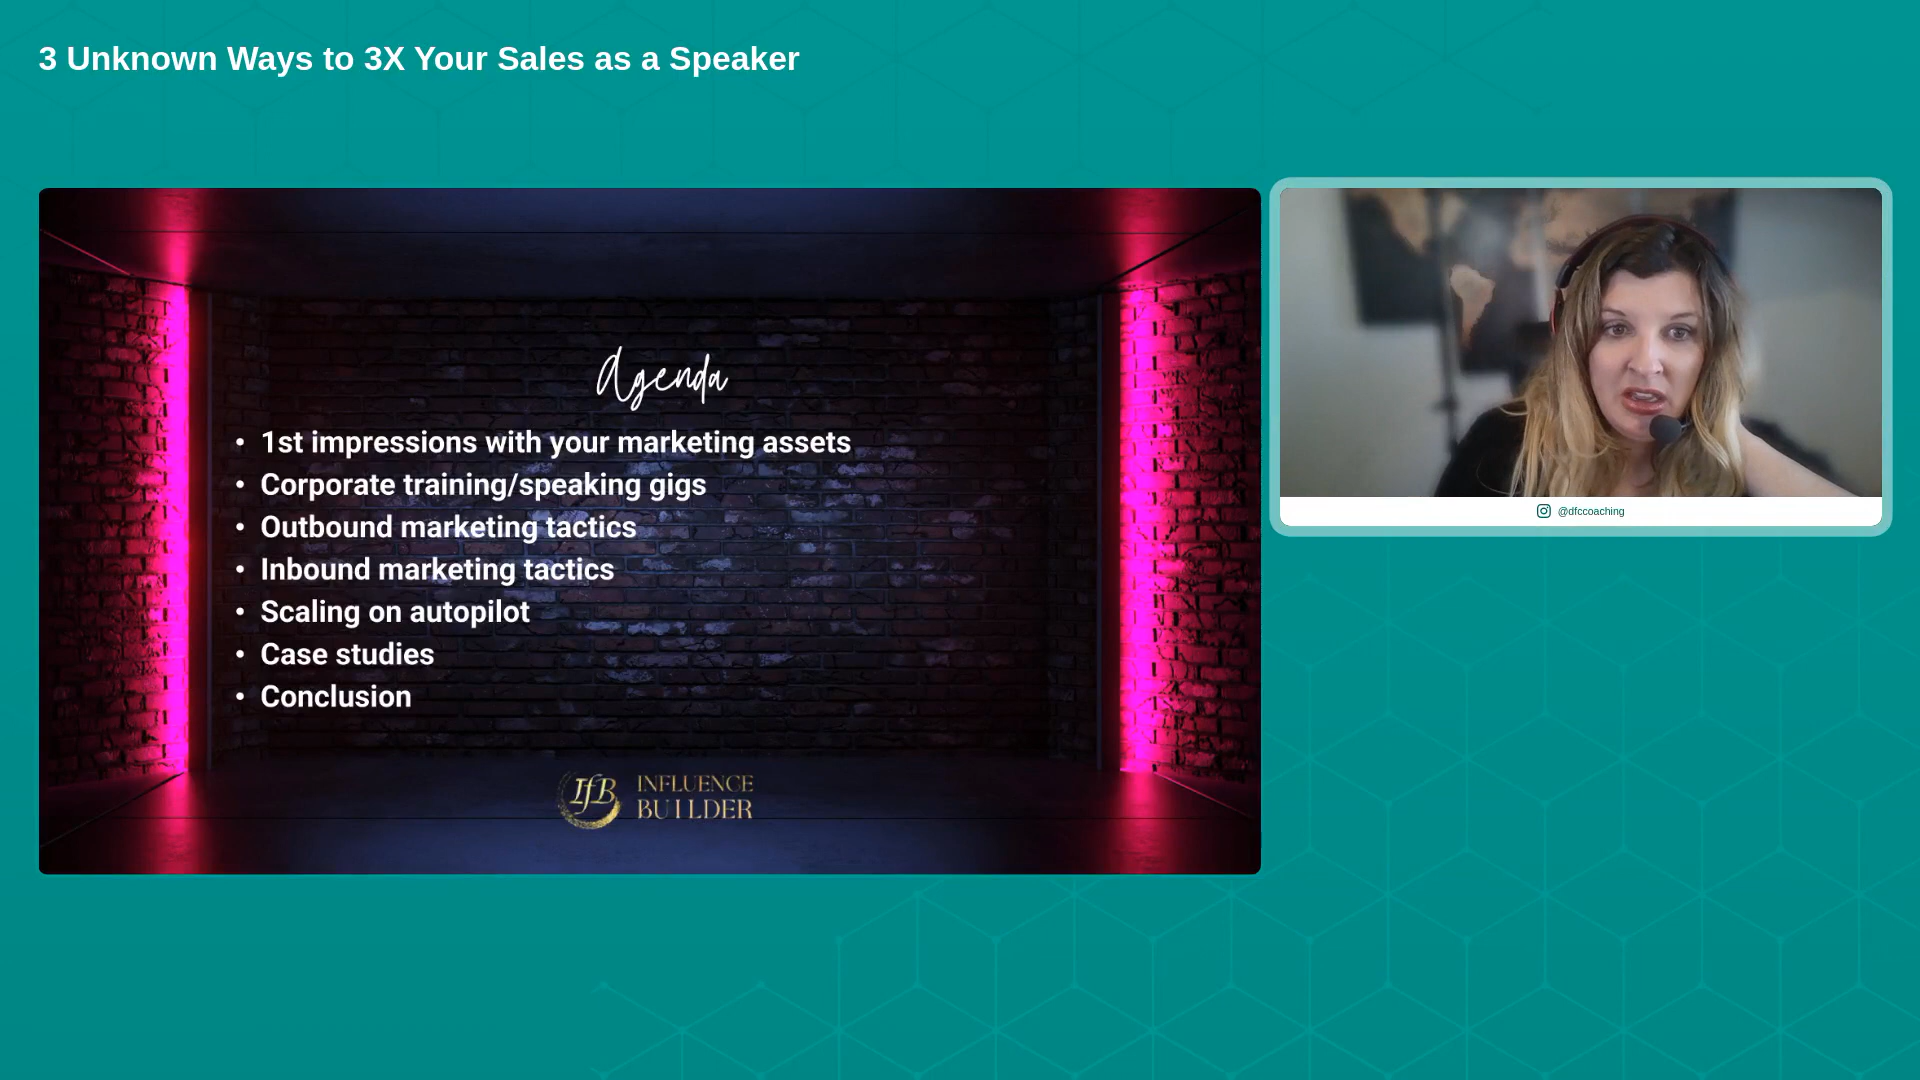 3 Unknown Ways to 3X Your Sales as a Speaker
Agenda
• 1st impressions with your marketing assets
• Corporate training/speaking gigs
• Outbound marketing tactics
• Inbound marketing tactics
• Scaling on autopilot
• Case studies
• Conclusion
IfB
INFLUENCE
BUILDER
@dfccoaching